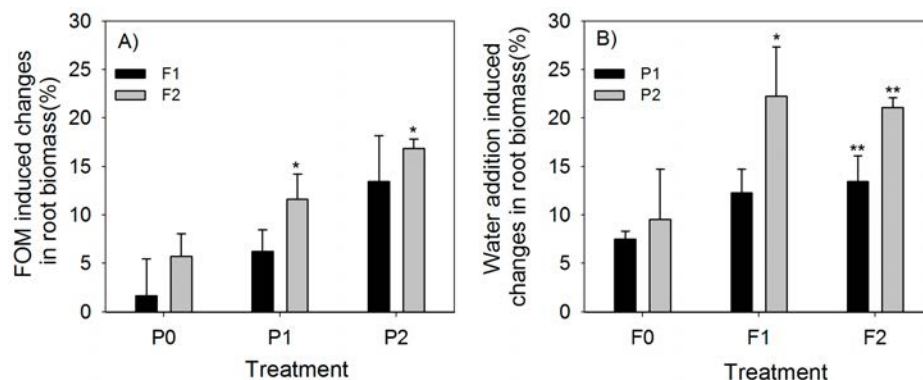 A)
F1
F2
FOM induced changes
in root biomass(%)
30
25
20
15
10
5
0
*
*
P0 P1 P2
Treatment
B)
P1
P2
Water addition induced
changes in root biomass(%)
30
25
20
15
10
5
0
*
**
**
F0 F1 F2
Treatment